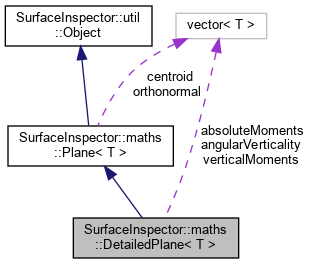 SurfaceInspector::util
::Object
vector< T >
centroid
orthonormal
SurfaceInspector::maths
::Plane< T >
absoluteMoments
angularVerticality
verticalMoments
SurfaceInspector::maths
::DetailedPlane< T >